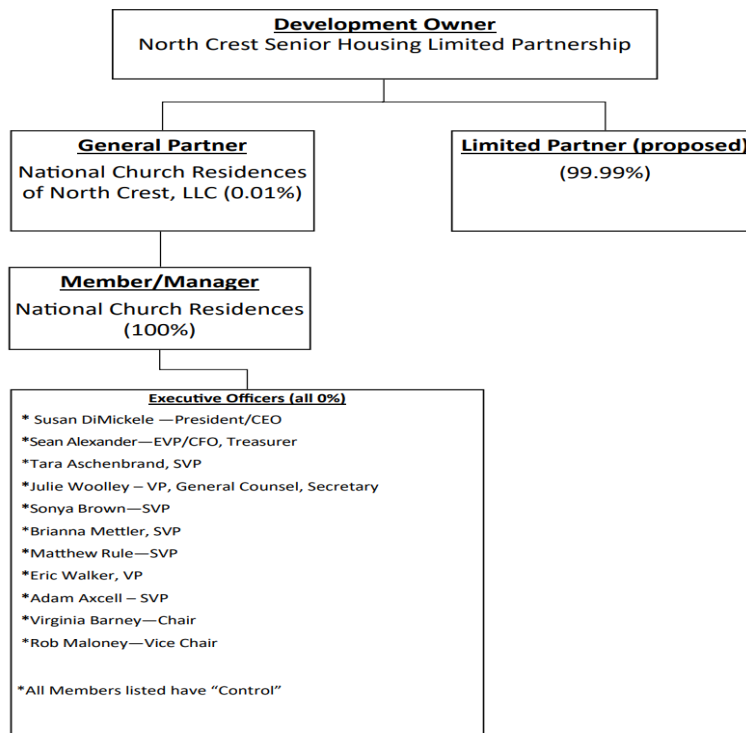 Development Owner
North Crest Senior Housing Limited Partnership
General Partner
National Church Residences
of North Crest, LLC (0.01%)
Limited Partner (proposed)
(99.99%)
Member/Manager
National Church Residences
(100%)
Executive Officers (all 0%)
* Susan DiMickele —President/CEO
*Sean Alexander—EVP/CFO, Treasurer
*Tara Aschenbrand, SVP
*Julie Woolley – VP, General Counsel, Secretary
*Sonya Brown—SVP
*Brianna Mettler, SVP
*Matthew Rule—SVP
*Eric Walker, VP
*Adam Axcell – SVP
*Virginia Barney—Chair
*Rob Maloney—Vice Chair
*All Members listed have “Control”